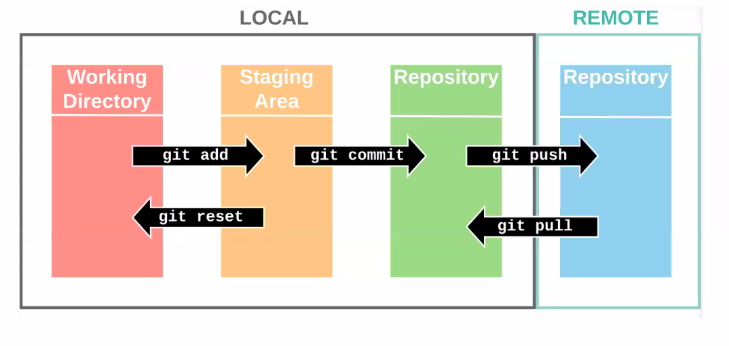 LOCAL
REMOTE
Working
Directory
Staging
Area
Repository
Repository
git add
git commit
git push
git reset
git pull